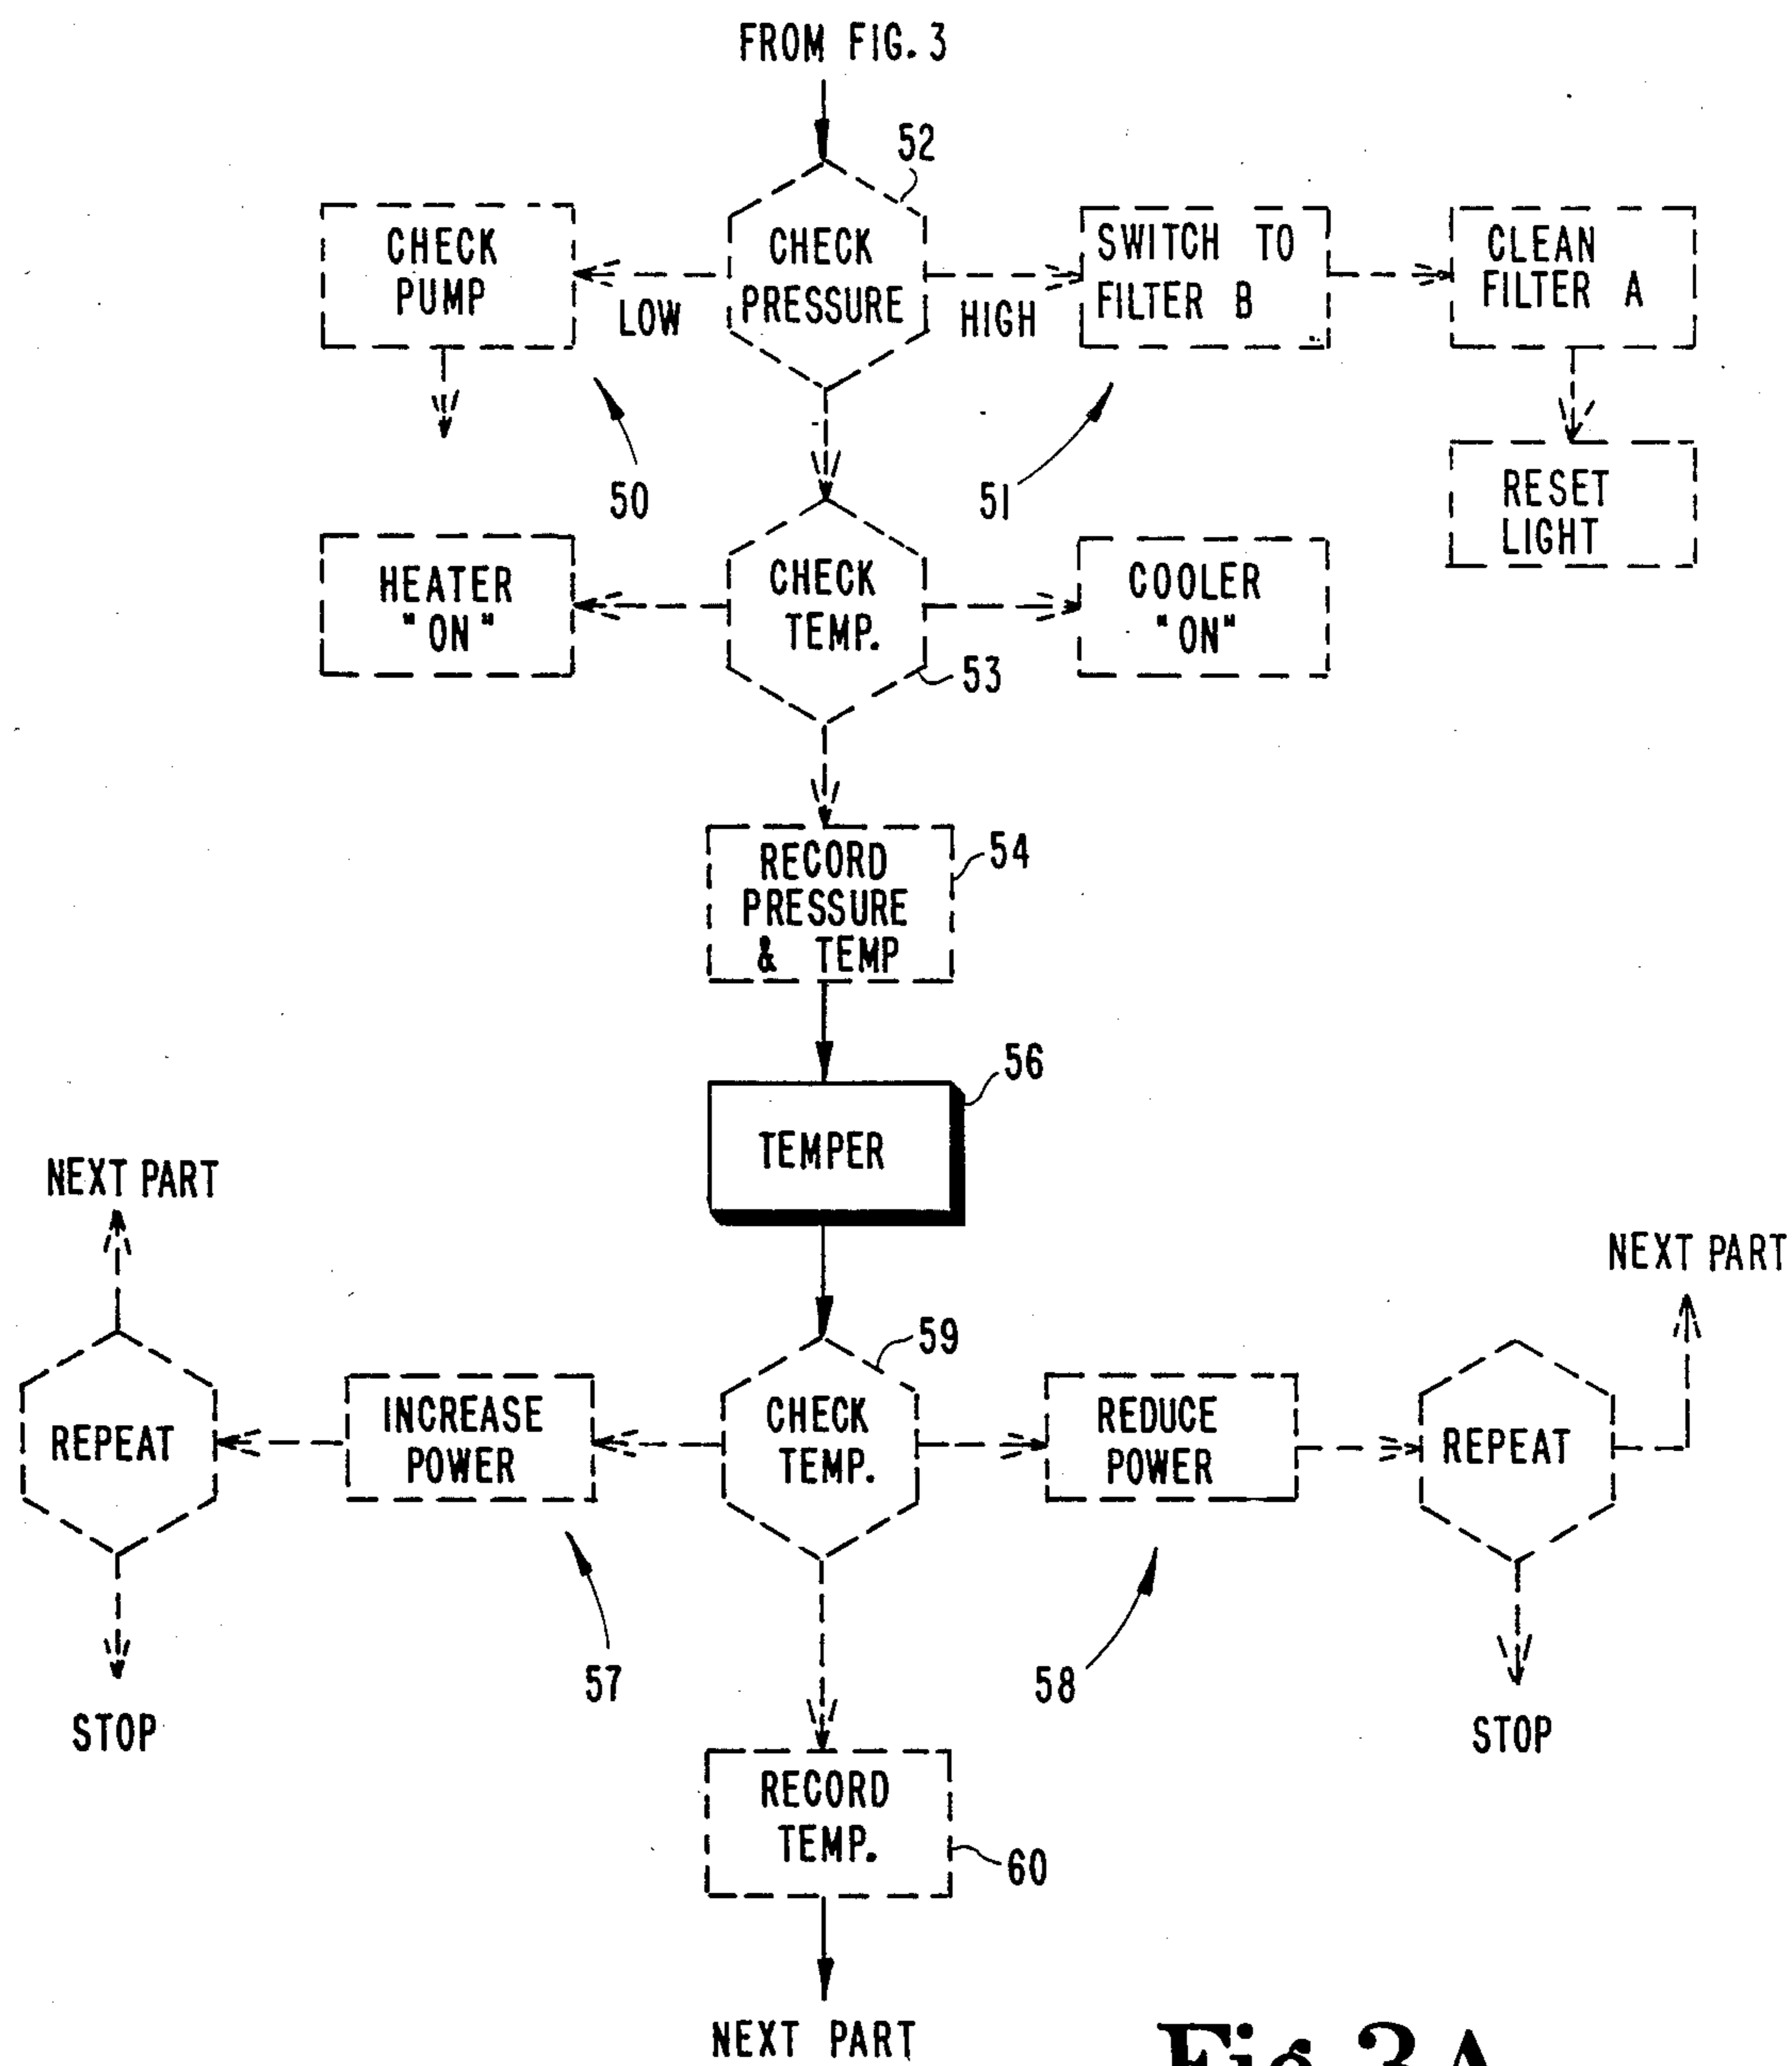 FROM FIG. 3
52
CHECK
PUMP
LOW
CHECK
PRESSURE
HIGH
SWITCH TO
FILTER B
CLEAN
FILTER A
50
51
RESET
LIGHT
HEATER
"ON"
CHECK
TEMP.
53
COOLER
"ON"
RECORD
PRESSURE
& TEMP
54
56
TEMPER
NEXT PART
NEXT PART
59
REPEAT
INCREASE
POWER
CHECK
TEMP.
REDUCE
POWER
REPEAT
57
58
STOP
STOP
RECORD
TEMP.
60
NEXT PART
Fig. 3A